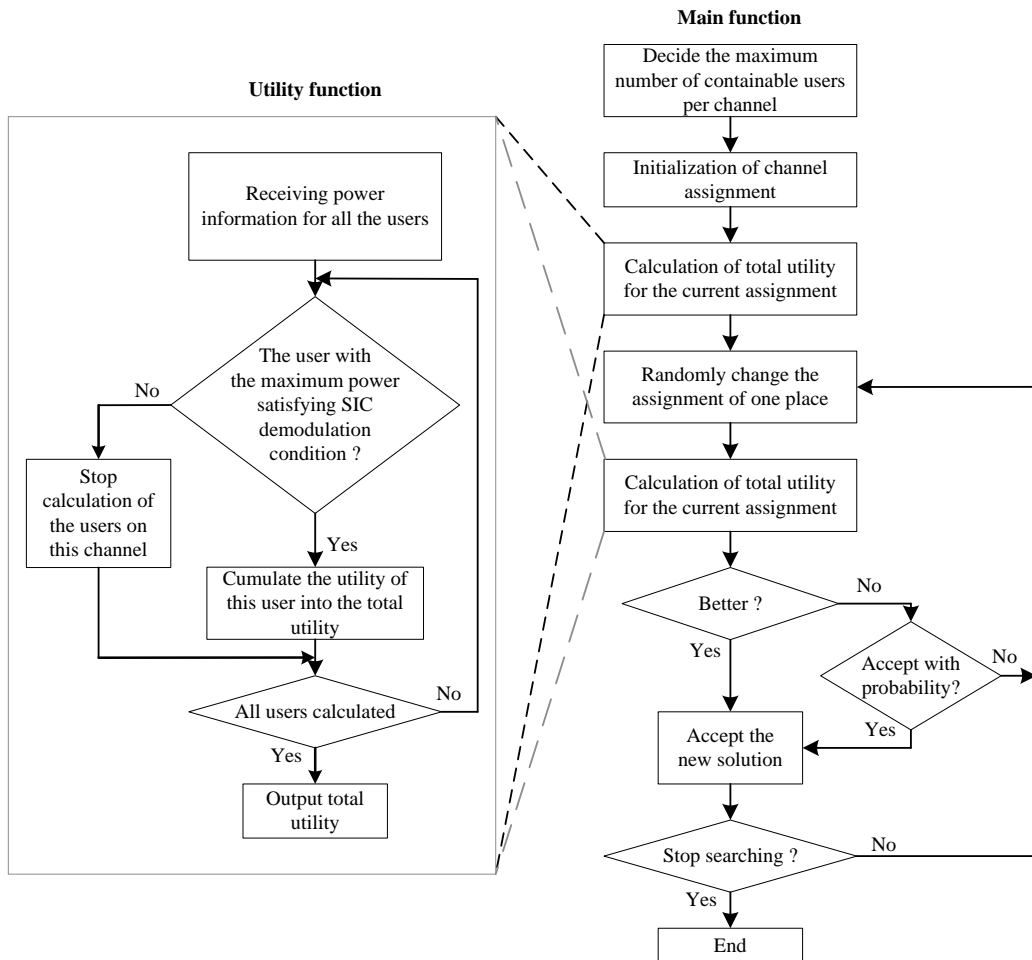 Main function
Decide the maximum
number of containable users
per channel
Initialization of channel
assignment
Calculation of total utility
for the current assignment
Randomly change the
assignment of one place
Calculation of total utility
for the current assignment
Better ?
No
Yes
Accept with
probability?
No
Yes
Accept the
new solution
Stop searching ?
No
Yes
End
Utility function
Receiving power
information for all the users
The user with
the maximum power
satisfying SIC
demodulation
condition ?
No
Stop
calculation of
the users on
this channel
Yes
Cumulate the utility of
this user into the total
utility
All users calculated
No
Yes
Output total
utility